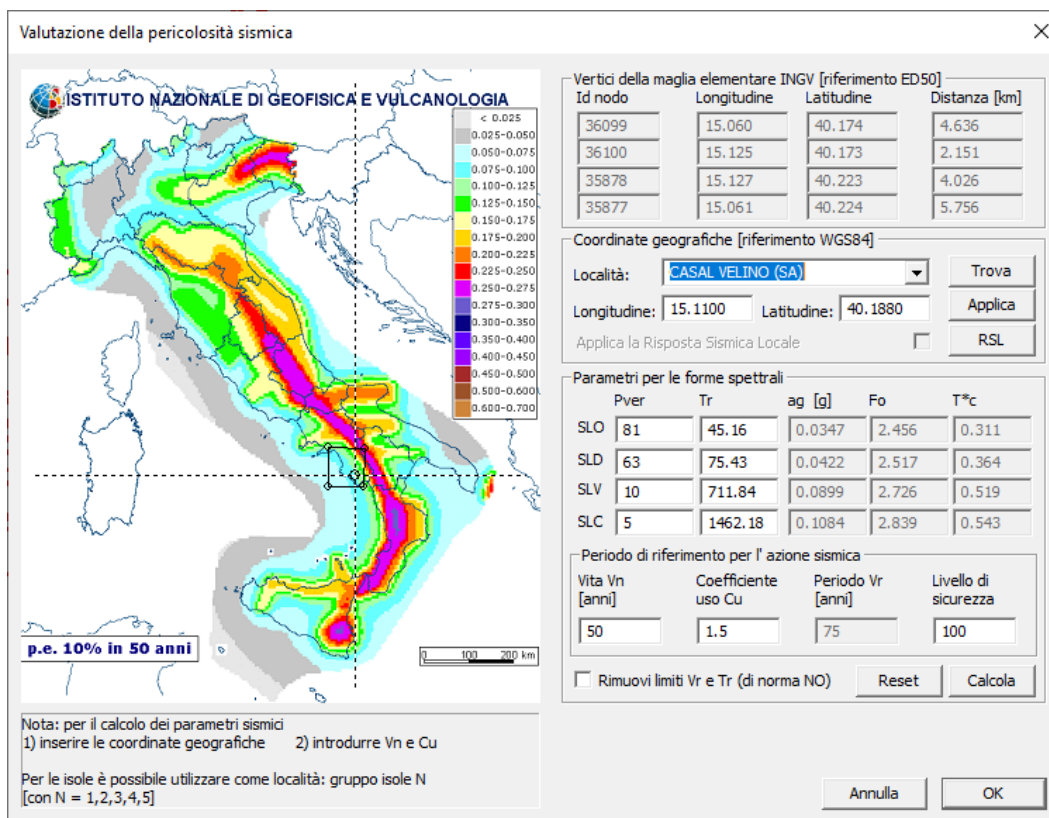 Valutazione della pericolosità sismica
ISTITUTO NAZIONALE DI GEOFISICA E VULCANOLOGIA
< 0.025
0.025-0.050
0.050-0.075
0.075-0.100
0.100-0.125
0.125-0.150
0.150-0.175
0.175-0.200
0.200-0.225
0.225-0.250
0.250-0.275
0.275-0.300
0.300-0.350
0.350-0.400
0.400-0.450
0.450-0.500
0.500-0.600
0.600-0.700
p.e. 10% in 50 anni
0 100 200 km
Nota: per il calcolo dei parametri sismici
1) inserire le coordinate geografiche 2) introdurre Vn e Cu
Per le isole è possibile utilizzare come località: gruppo isole N
[con N = 1,2,3,4,5]
Vertici della maglia elementare INGV [riferimento ED50]
Id nodo Longitudine Latitudine Distanza [km]
36099 15.060 40.174 4.636
36100 15.125 40.173 2.151
35878 15.127 40.223 4.026
35877 15.061 40.224 5.756
Coordinate geografiche [riferimento WGS84]
Località: CASAL VELINO (SA) Trova
Longitudine: 15.1100 Latitudine: 40.1880 Applica
Applica la Risposta Sismica Locale RSL
Parametri per le forme spettrali
Pver Tr ag [g] Fo T*c
SLO 81 45.16 0.0347 2.456 0.311
SLD 63 75.43 0.0422 2.517 0.364
SLV 10 711.84 0.0899 2.726 0.519
SLC 5 1462.18 0.1084 2.839 0.543
Periodo di riferimento per l' azione sismica
Vita Vn Coefficiente Periodo Vr Livello di
[anni] uso Cu [anni] sicurezza
50 1.5 75 100
Rimuovi limiti Vr e Tr (di norma NO) Reset Calcola
Annulla OK